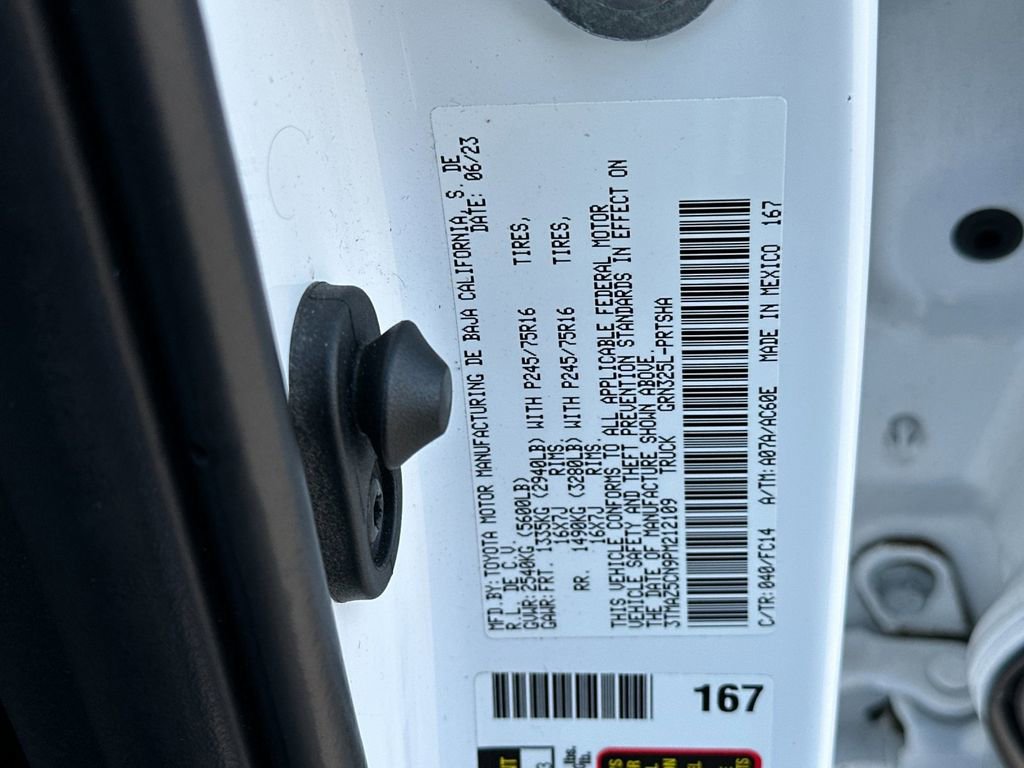 MFD.BY:TOYOTA MOTOR MANUFACTURING DE BAJA CALIFORNIA, S. DE
R.L. DE C.V. DATE: 06/23
GVWR:2540KG (5600LB)
GAWR:FRT. 1335KG (2940LB) WITH P245/75R16 TIRES,
16X7J RIMS.
RR. 1490KG (3280LB) WITH P245/75R16 TIRES,
16X7J RIMS.
THIS VEHICLE CONFORMS TO ALL APPLICABLE FEDERAL MOTOR
VEHICLE SAFETY AND THEFT PREVENTION STANDARDS IN EFFECT ON
THE DATE OF MANUFACTURE SHOWN ABOVE.
3TMAZ5CN9PM212109 TRUCK GRN325L-PRTSHA
C/TR:040/FC14 A/TM:A07A/AC60E MADE IN MEXICO 167
167